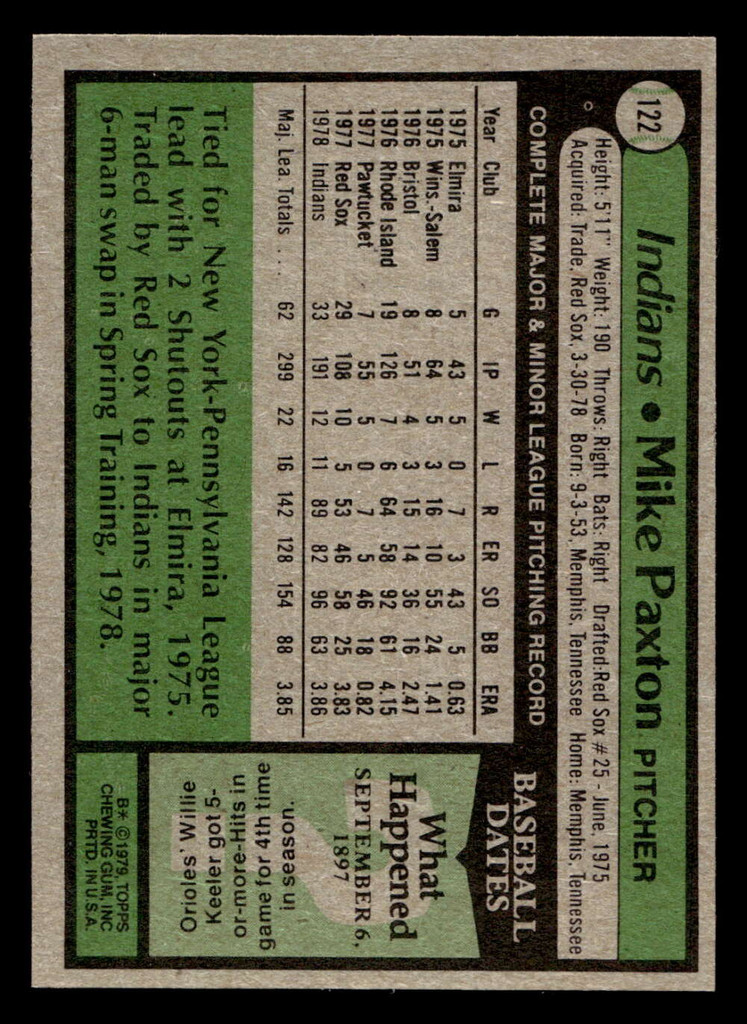 122
Indians • Mike Paxton PITCHER
Height: 5'11" Weight: 190 Throws: Right Bats: Right Drafted:Red Sox #25 - June, 1975
Acquired: Trade, Red Sox, 3-30-78 Born: 9-3-53, Memphis, Tennessee Home: Memphis, Tennessee
COMPLETE MAJOR & MINOR LEAGUE PITCHING RECORD
Year Club G IP W L R ER SO BB ERA
1975 Elmira 5 43 5 0 7 3 43 5 0.63
1975 Wins.-Salem 8 64 5 3 16 10 55 24 1.41
1976 Bristol 8 51 4 3 15 14 36 16 2.47
1976 Rhode Island 19 126 7 6 64 58 92 61 4.15
1977 Pawtucket 7 55 5 0 7 5 46 18 0.82
1977 Red Sox 29 108 10 5 53 46 58 25 3.83
1978 Indians 33 191 12 11 89 82 96 63 3.86
Maj. Lea. Totals . . . 62 299 22 16 142 128 154 88 3.85
Tied for New York-Pennsylvania League
lead with 2 Shutouts at Elmira, 1975.
Traded by Red Sox to Indians in major
6-man swap in Spring Training, 1978.
BASEBALL
DATES
What
Happened
SEPTEMBER 6,
1897
Orioles' Willie
Keeler got 5-
or-more-Hits in
game for 4th time
in season.
B* ©1979, TOPPS
CHEWING GUM, INC
PRTD. IN U.S.A.